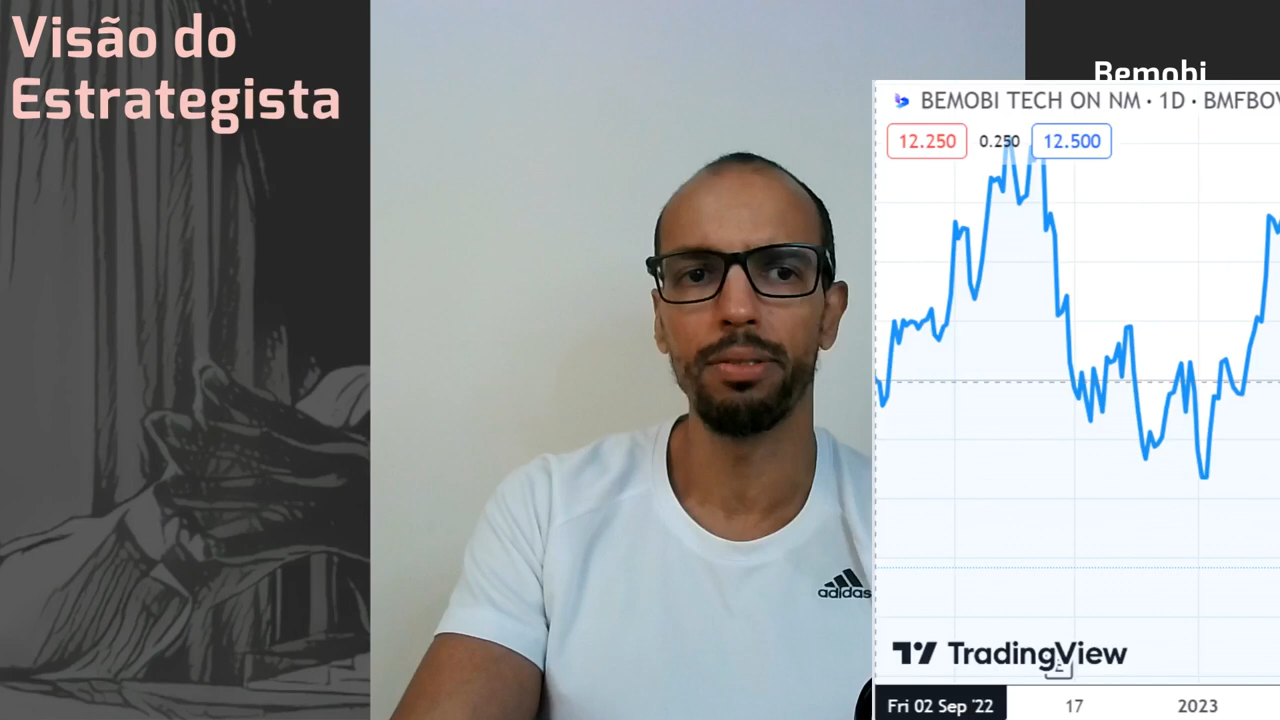 Visão do
Estrategista
Bemobi
BEMOBI TECH ON NM · 1D · BMFBOV
12.250 0.250 12.500
adidas
TradingView
E
Fri 02 Sep '22 17 2023